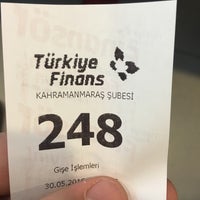 Türkiye
Finans
KAHRAMANMARAŞ ŞUBESİ
248
Gişe İşlemleri